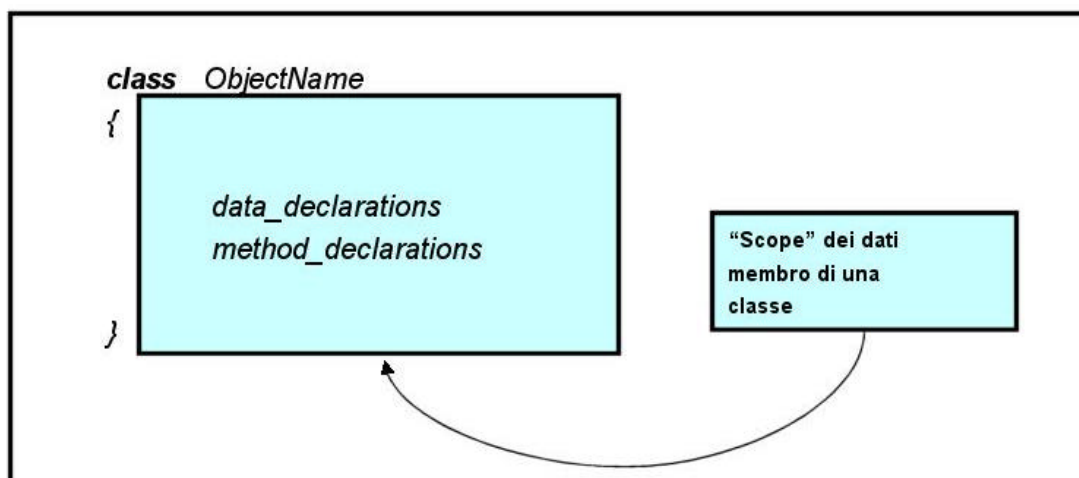 class ObjectName
{
data_declarations
method_declarations
}
“Scope” dei dati
membro di una
classe